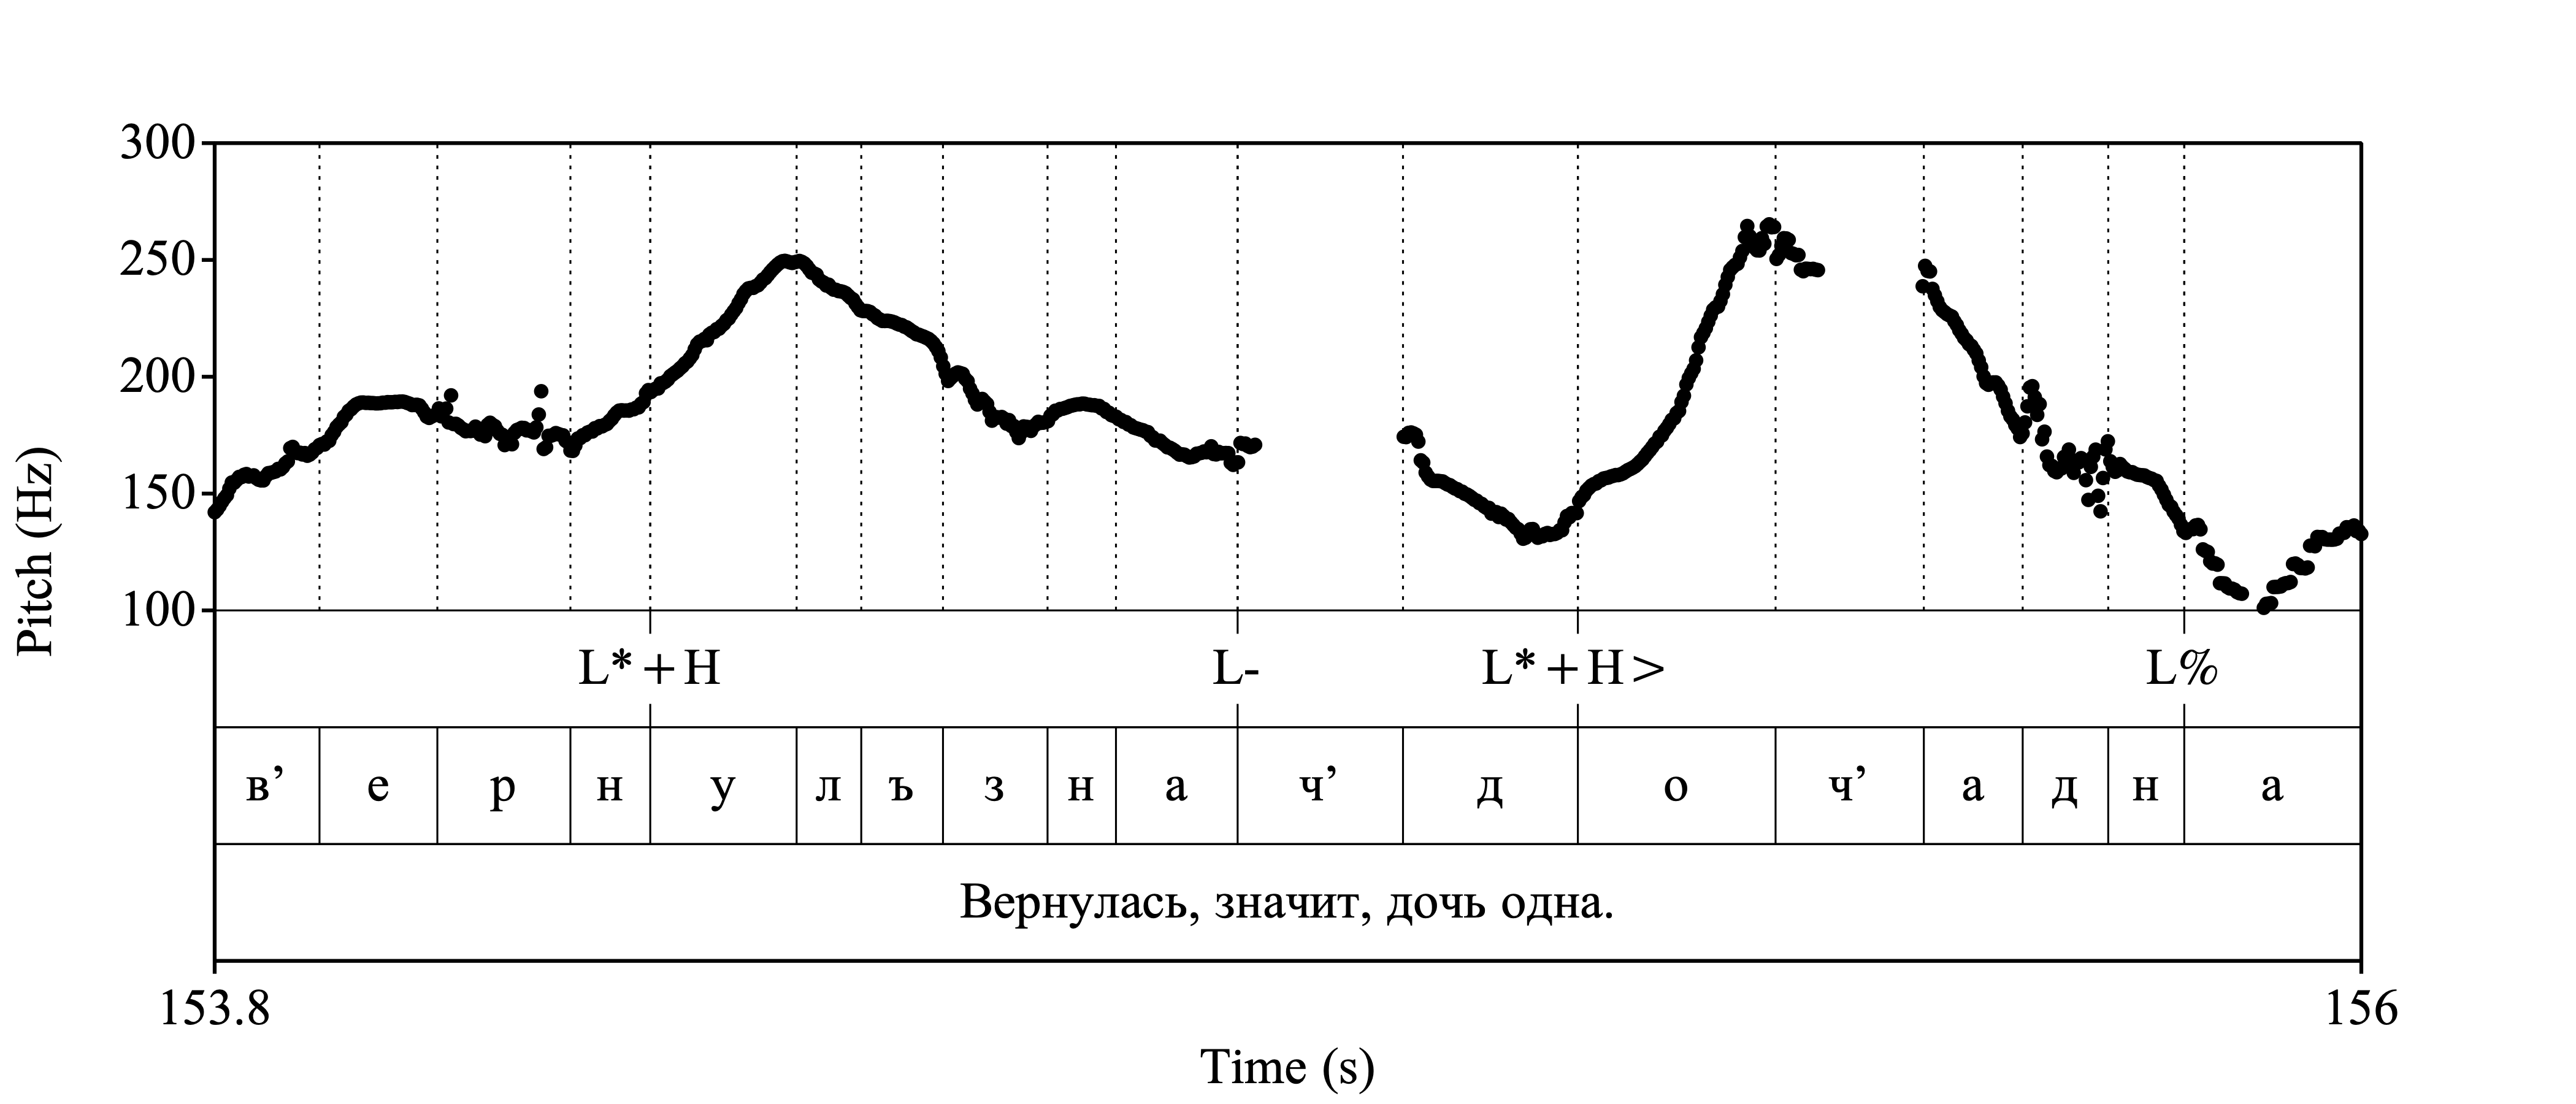 300
250
200
150
100
Pitch (Hz)
L*+H L- L*+H> L%
в’ е р н у л ъ з н а ч’ д о ч’ а д н а
Вернулась, значит, дочь одна.
153.8 156
Time (s)